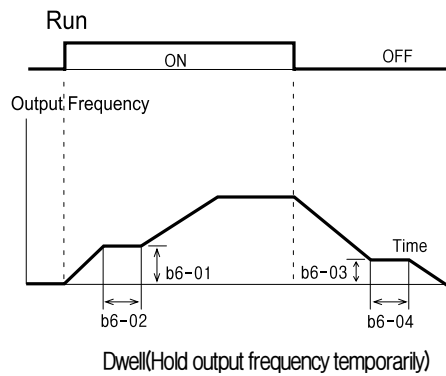 Run
ON
OFF
Output Frequency
Time
b6-01
b6-03
b6-02
b6-04
Dwell(Hold output frequency temporarily)